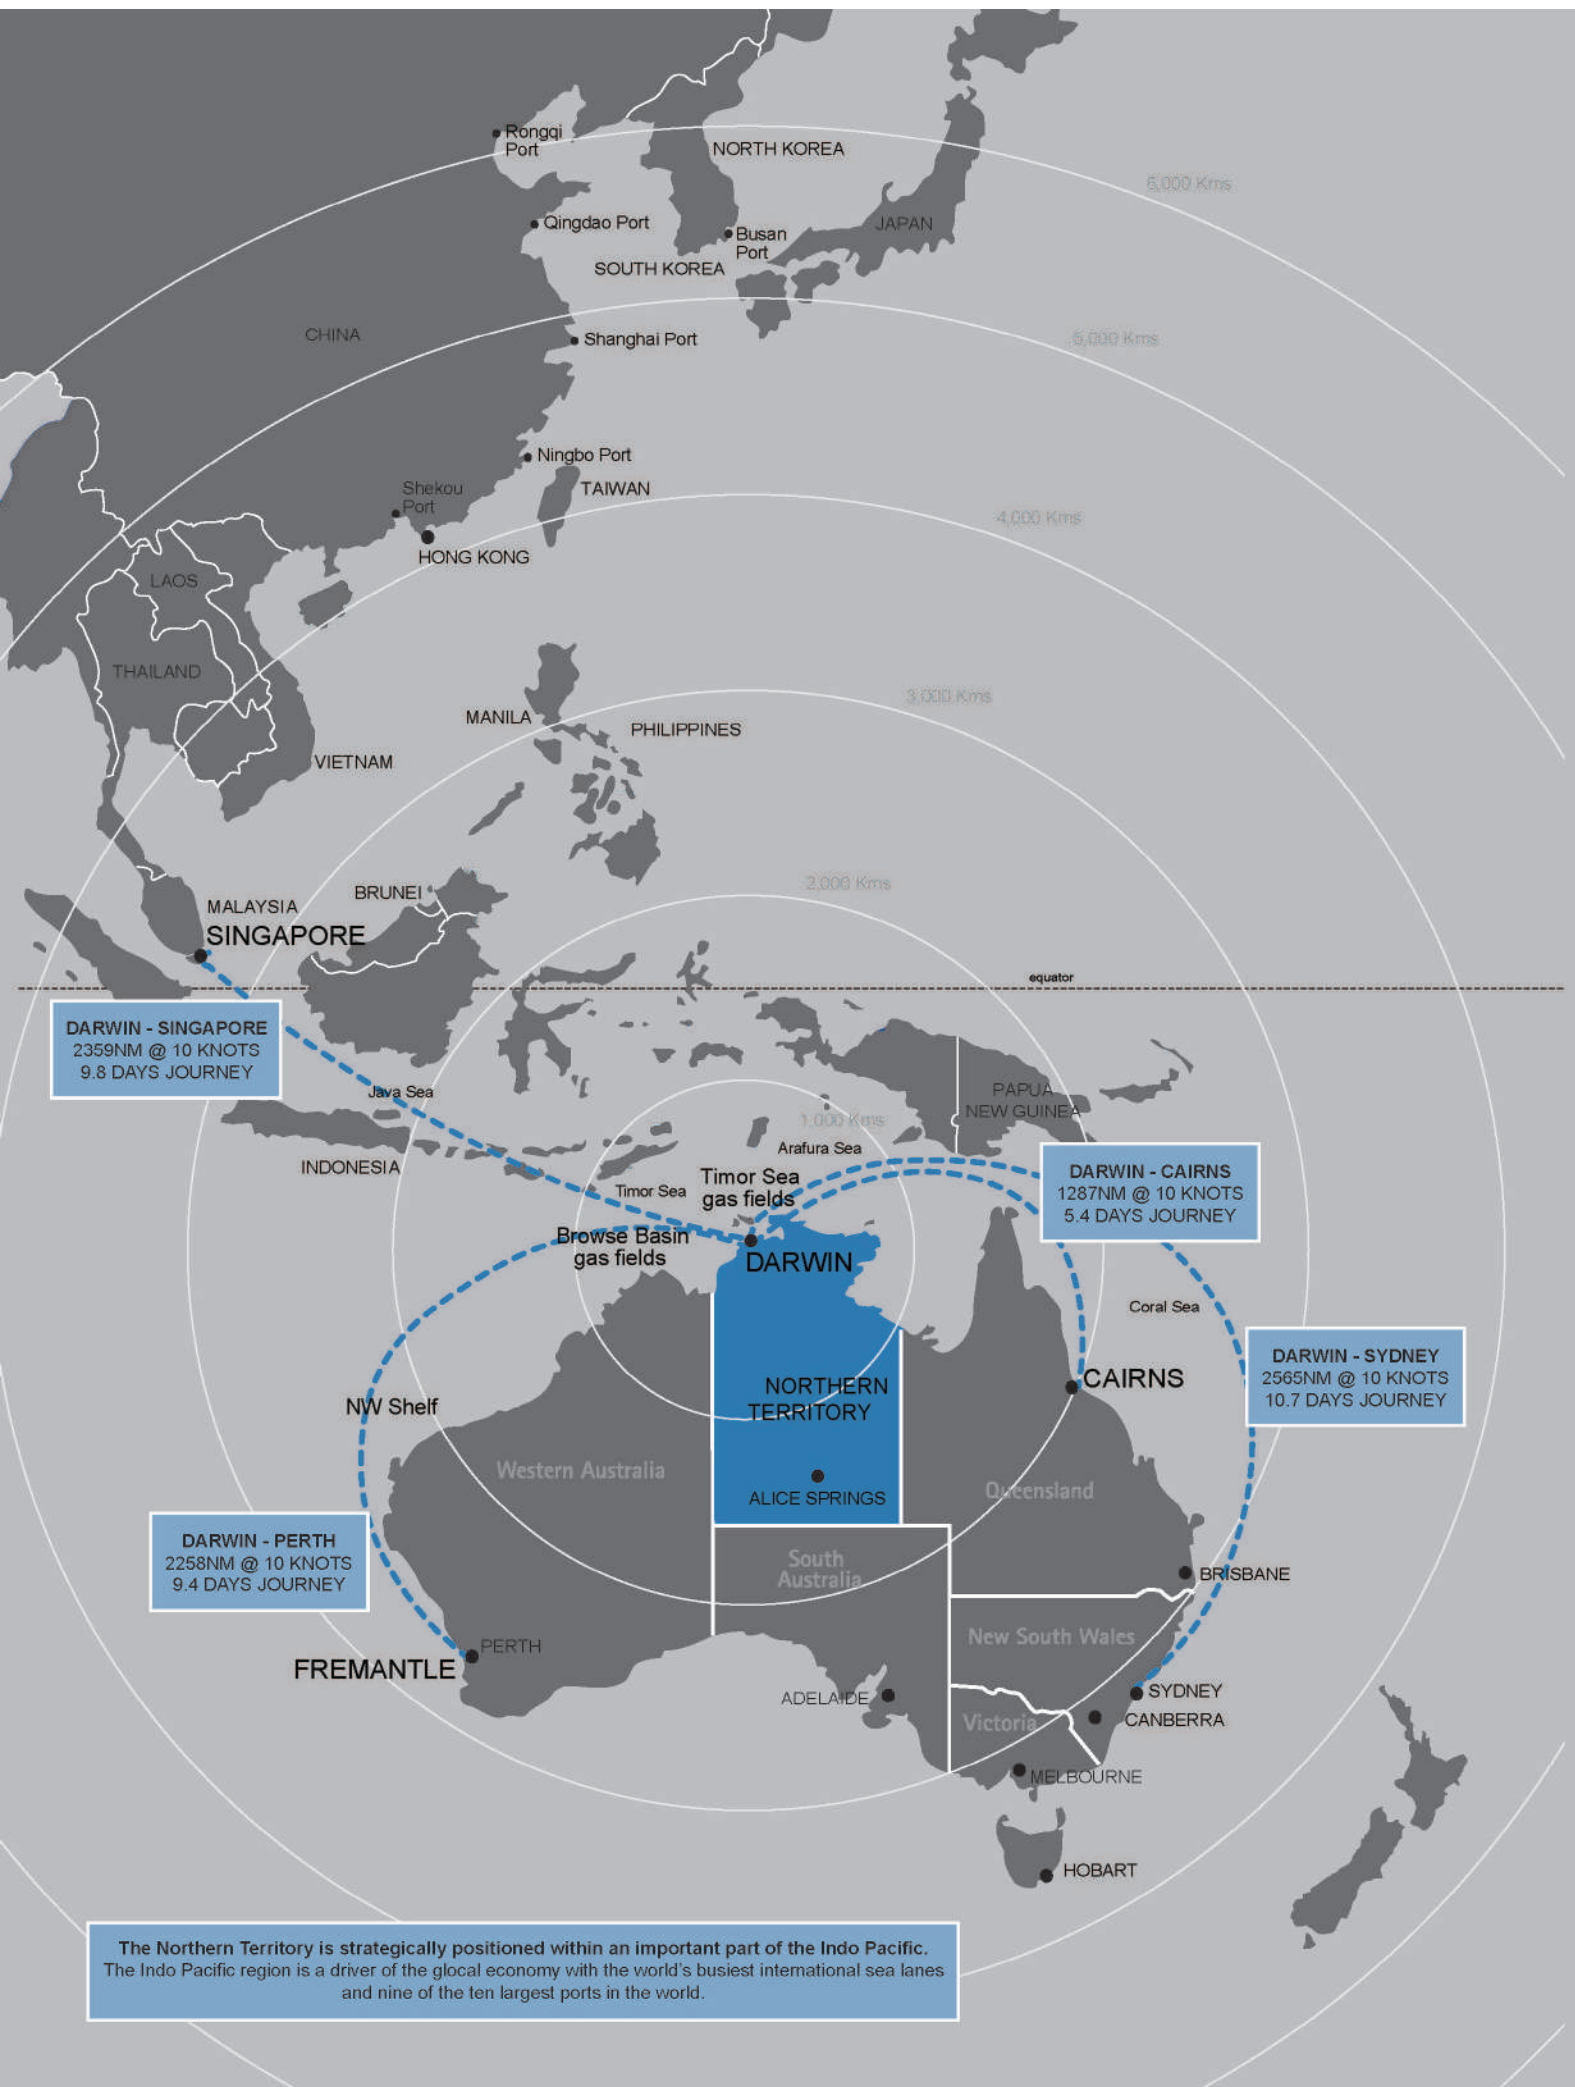 Rongqi
Port
NORTH KOREA
6,000 Kms
Qingdao Port
JAPAN
Busan
Port
SOUTH KOREA
CHINA
Shanghai Port
5,000 Kms
Ningbo Port
Shekou
Port
TAIWAN
4,000 Kms
HONG KONG
LAOS
THAILAND
3,000 Kms
MANILA
PHILIPPINES
VIETNAM
2,000 Kms
BRUNEI
MALAYSIA
SINGAPORE
equator
DARWIN - SINGAPORE
2359NM @ 10 KNOTS
9.8 DAYS JOURNEY
Java Sea
PAPUA
NEW GUINEA
1,000 Kms
Arafura Sea
INDONESIA
Timor Sea
Timor Sea
gas fields
DARWIN - CAIRNS
1287NM @ 10 KNOTS
5.4 DAYS JOURNEY
Browse Basin
gas fields
DARWIN
Coral Sea
DARWIN - SYDNEY
2565NM @ 10 KNOTS
10.7 DAYS JOURNEY
CAIRNS
NORTHERN
TERRITORY
NW Shelf
Western Australia
ALICE SPRINGS
Queensland
DARWIN - PERTH
2258NM @ 10 KNOTS
9.4 DAYS JOURNEY
South
Australia
BRISBANE
New South Wales
PERTH
FREMANTLE
ADELAIDE
SYDNEY
CANBERRA
Victoria
MELBOURNE
HOBART
The Northern Territory is strategically positioned within an important part of the Indo Pacific.
The Indo Pacific region is a driver of the glocal economy with the world's busiest international sea lanes
and nine of the ten largest ports in the world.